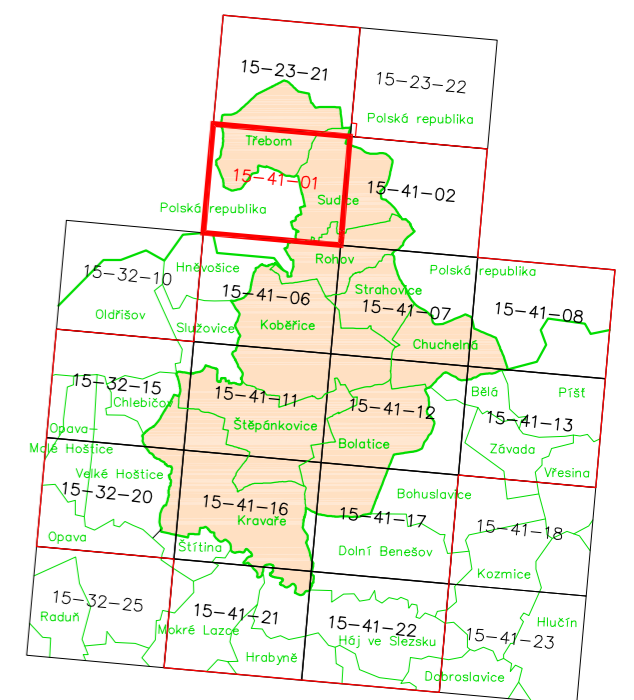 15-23-21
15-23-22
Polská republika
Třebom
15-41-01
15-41-02
Sudice
Polská republika
Rohov
Hněvošice
Polská republika
15-32-10
15-41-06
Strahovice
15-41-07
15-41-08
Oldřišov
Služovice
Kobeřice
Chuchelná
15-32-15
15-41-11
Bělá
Píšť
Chlebičov
15-41-12
15-41-13
Opava-
Štěpánkovice
Malé Hoštice
Bolatice
Závada
Velké Hoštice
Vřesina
15-32-20
15-41-16
Bohuslavice
Kravaře
15-41-17
15-41-18
Opava
Štítina
Dolní Benešov
Kozmice
15-32-25
15-41-21
Raduň
Mokré Lazce
15-41-22
Hlučín
Háj ve Slezsku
15-41-23
Hrabyně
Dobroslavice